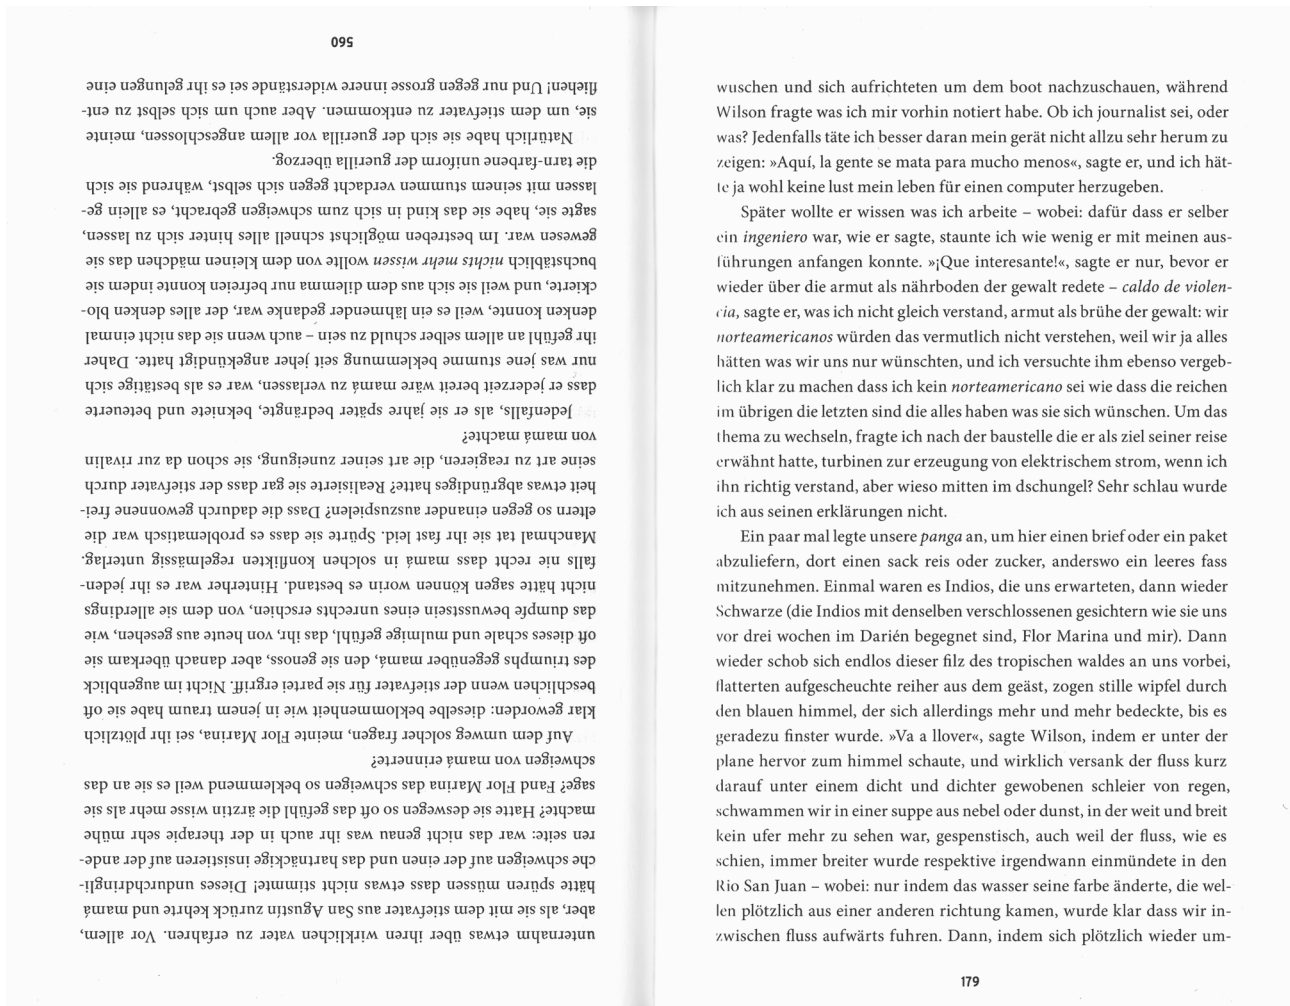 unternahm etwas über ihren wirklichen vater zu erfahren. Vor allem,
aber, als sie mit dem stiefvater aus San Agustín zurück kehrte und mamá
hätte spüren müssen dass etwas nicht stimmte! Dieses undurchdringli-
che schweigen auf der einen und das hartnäckige insistieren auf der ande-
ren seite: war das nicht genau was ihr auch in der therapie sehr mühe
machte? Hatte sie deswegen so oft das gefühl die ärztin wisse mehr als sie
sage? Fand Flor Marina das schweigen so beklemmend weil es sie an das
schweigen von mamá erinnerte?
Auf dem umweg solcher fragen, meinte Flor Marina, sei ihr plötzlich
klar geworden: dieselbe beklommenheit wie in jenem traum habe sie oft
beschlichen wenn der stiefvater für sie partei ergriff. Nicht im augenblick
des triumphs gegenüber mamá, den sie genoss, aber danach überkam sie
oft dieses schale und mulmige gefühl, das ihr, von heute aus gesehen, wie
das dumpfe bewusstsein eines unrechts erschien, von dem sie allerdings
nicht hätte sagen können worin es bestand. Hinterher war es ihr jeden-
falls nie recht dass mamá in solchen konflikten regelmässig unterlag.
Manchmal tat sie ihr fast leid. Spürte sie dass es problematisch war die
eltern so gegen einander auszuspielen? Dass die dadurch gewonnene frei-
heit etwas abgründiges hatte? Realisierte sie gar dass der stiefvater durch
seine art zu reagieren, die art seiner zuneigung, sie schon da zur rivalin
von mamá machte?
Jedenfalls, als er sie jahre später bedrängte, bekniete und beteuerte
dass er jederzeit bereit wäre mamá zu verlassen, war es als bestätige sich
nur was jene stumme beklemmung seit jeher angekündigt hatte. Daher
ihr gefühl an allem selber schuld zu sein – auch wenn sie das nicht einmal
denken konnte, weil es ein lähmender gedanke war, der alles denken blo-
ckierte, und weil sie sich aus dem dilemma nur befreien konnte indem sie
buchstäblich nichts mehr wissen wollte von dem kleinen mädchen das sie
gewesen war. Im bestreben möglichst schnell alles hinter sich zu lassen,
sagte sie, habe sie das kind in sich zum schweigen gebracht, es allein ge-
lassen mit seinem stummen verdacht gegen sich selbst, während sie sich
die tarn-farbene uniform der guerilla überzog.
Natürlich habe sie sich der guerilla vor allem angeschlossen, meinte
sie, um dem stiefvater zu entkommen. Aber auch um sich selbst zu ent-
fliehen! Und nur gegen grosse innere widerstände sei es ihr gelungen eine
560
wuschen und sich aufrichteten um dem boot nachzuschauen, während
Wilson fragte was ich mir vorhin notiert habe. Ob ich journalist sei, oder
was? Jedenfalls täte ich besser daran mein gerät nicht allzu sehr herum zu
zeigen: »Aquí, la gente se mata para mucho menos«, sagte er, und ich hät-
te ja wohl keine lust mein leben für einen computer herzugeben.
Später wollte er wissen was ich arbeite – wobei: dafür dass er selber
ein ingeniero war, wie er sagte, staunte ich wie wenig er mit meinen aus-
führungen anfangen konnte. »¡Que interesante!«, sagte er nur, bevor er
wieder über die armut als nährboden der gewalt redete – caldo de violen-
cia, sagte er, was ich nicht gleich verstand, armut als brühe der gewalt: wir
norteamericanos würden das vermutlich nicht verstehen, weil wir ja alles
hätten was wir uns nur wünschten, und ich versuchte ihm ebenso vergeb-
lich klar zu machen dass ich kein norteamericano sei wie dass die reichen
im übrigen die letzten sind die alles haben was sie sich wünschen. Um das
thema zu wechseln, fragte ich nach der baustelle die er als ziel seiner reise
erwähnt hatte, turbinen zur erzeugung von elektrischem strom, wenn ich
ihn richtig verstand, aber wieso mitten im dschungel? Sehr schlau wurde
ich aus seinen erklärungen nicht.
Ein paar mal legte unsere panga an, um hier einen brief oder ein paket
abzuliefern, dort einen sack reis oder zucker, anderswo ein leeres fass
mitzunehmen. Einmal waren es Indios, die uns erwarteten, dann wieder
Schwarze (die Indios mit denselben verschlossenen gesichtern wie sie uns
vor drei wochen im Darién begegnet sind, Flor Marina und mir). Dann
wieder schob sich endlos dieser filz des tropischen waldes an uns vorbei,
flatterten aufgescheuchte reiher aus dem geäst, zogen stille wipfel durch
den blauen himmel, der sich allerdings mehr und mehr bedeckte, bis es
geradezu finster wurde. »Va a llover«, sagte Wilson, indem er unter der
plane hervor zum himmel schaute, und wirklich versank der fluss kurz
darauf unter einem dicht und dichter gewobenen schleier von regen,
schwammen wir in einer suppe aus nebel oder dunst, in der weit und breit
kein ufer mehr zu sehen war, gespenstisch, auch weil der fluss, wie es
schien, immer breiter wurde respektive irgendwann einmündete in den
Rio San Juan – wobei: nur indem das wasser seine farbe änderte, die wel-
len plötzlich aus einer anderen richtung kamen, wurde klar dass wir in-
zwischen fluss aufwärts fuhren. Dann, indem sich plötzlich wieder um-
179